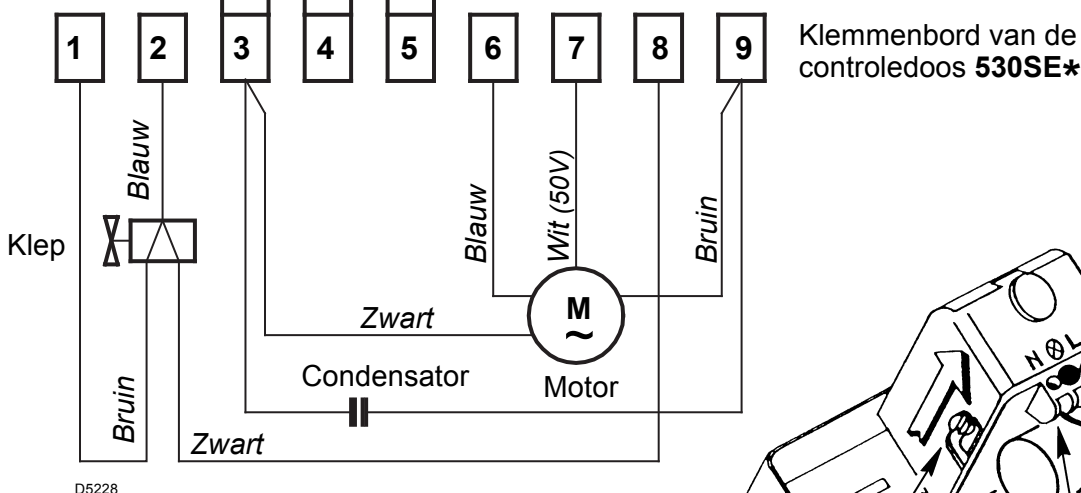 1 2 3 4 5 6 7 8 9
Klemmenbord van de
controledoos 530SE*
Blauw
Klep
Blauw
Wit (50V)
Bruin
M
~
Zwart
Condensator
Motor
Bruin
Zwart
N L
D5228